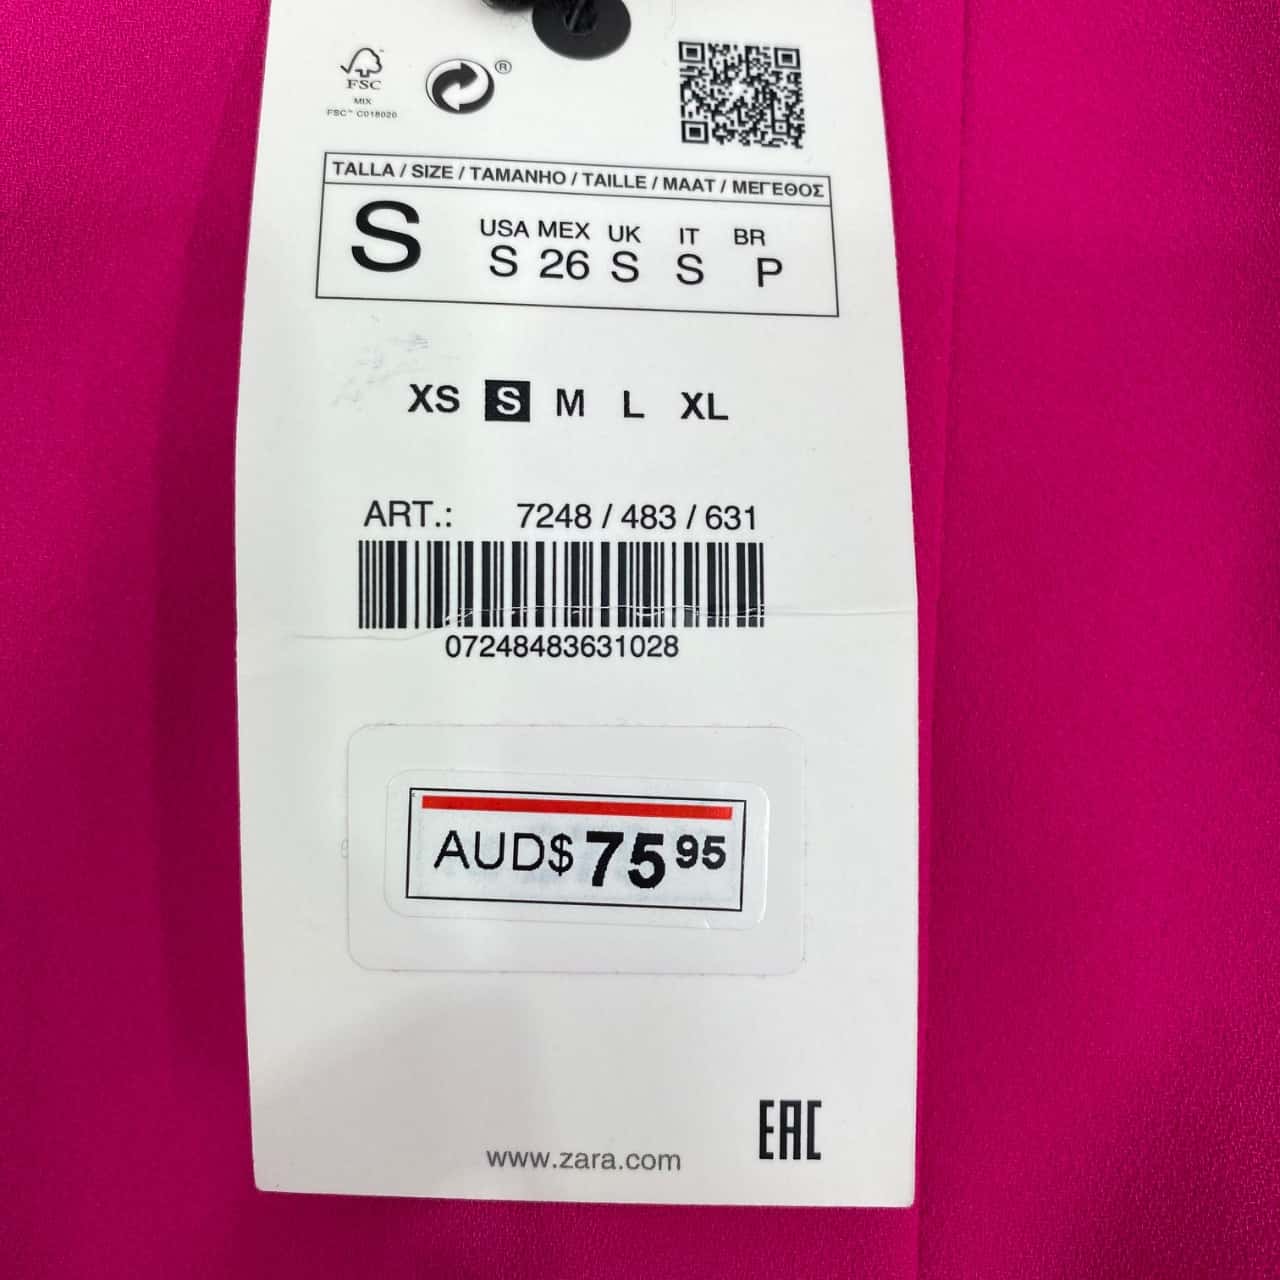 FSC
MIX
FSC™ C018020
®
TALLA / SIZE / TAMANHO / TAILLE / MAAT / ΜΕΓΕΘΟΣ
S
USA MEX UK IT BR
S 26 S S P
XS S M L XL
ART.: 7248 / 483 / 631
07248483631028
AUD$ 75 95
EAC
www.zara.com